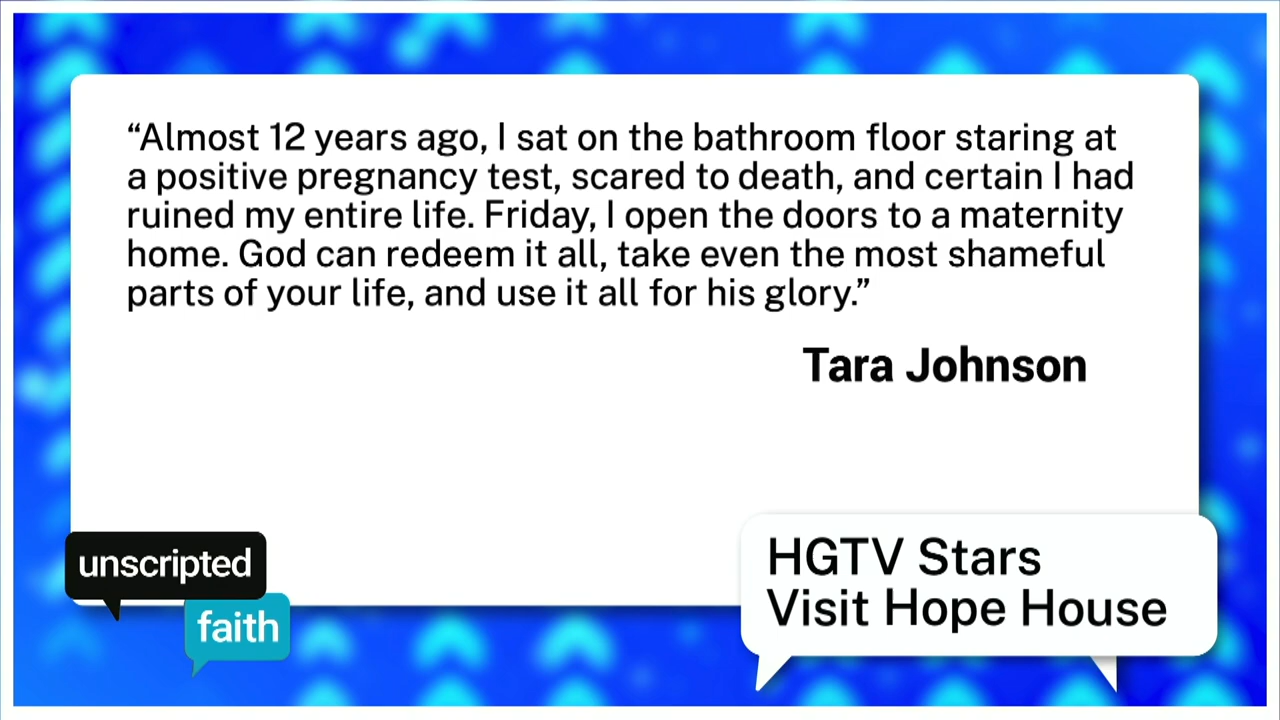 “Almost 12 years ago, I sat on the bathroom floor staring at
a positive pregnancy test, scared to death, and certain I had
ruined my entire life. Friday, I open the doors to a maternity
home. God can redeem it all, take even the most shameful
parts of your life, and use it all for his glory.”
Tara Johnson
unscripted
faith
HGTV Stars
Visit Hope House